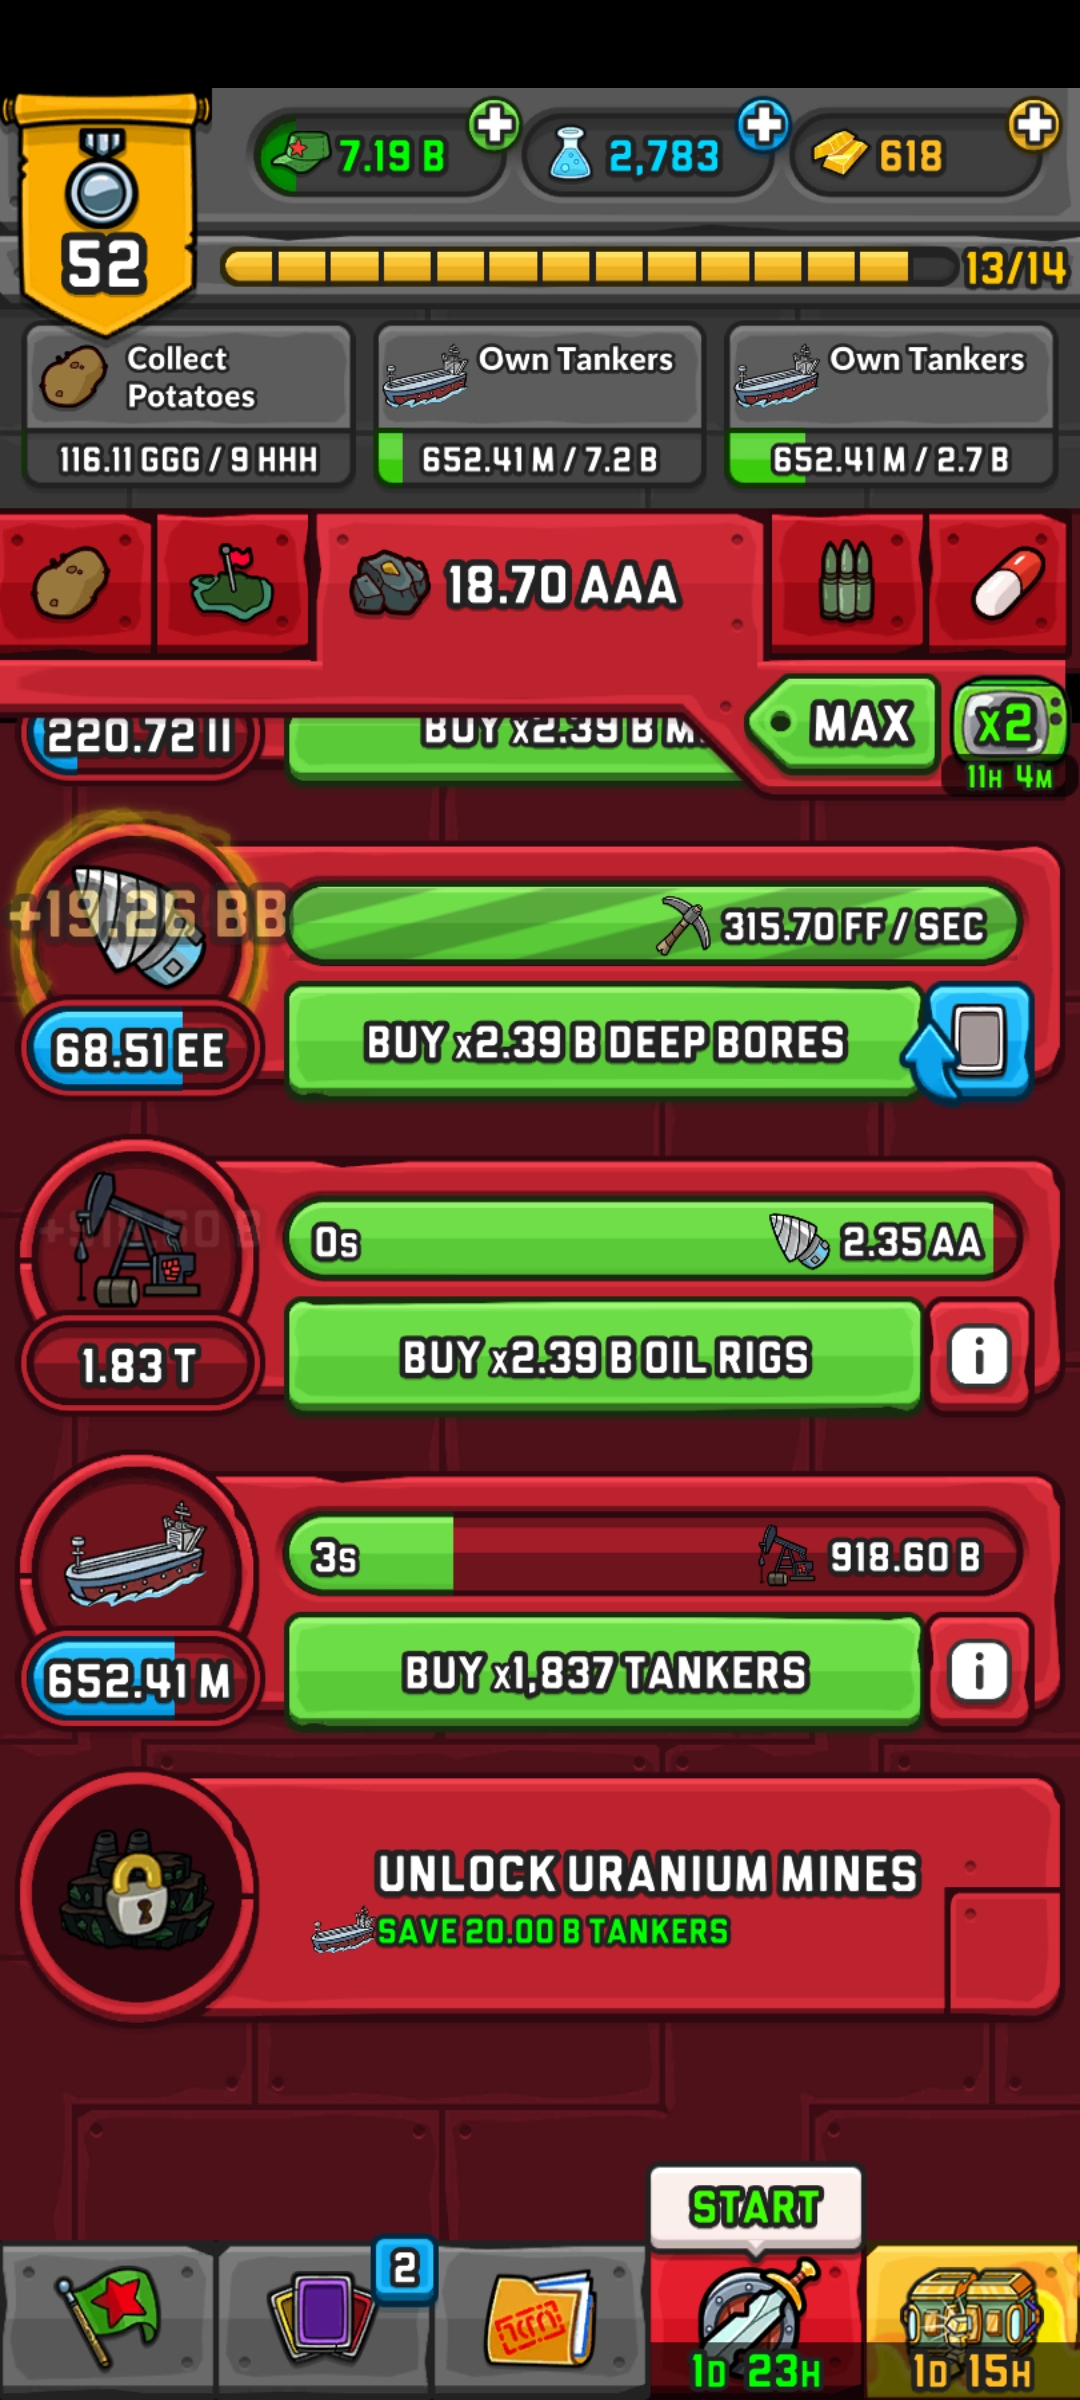 7.19 B
2,783
618
52
13/14
Collect
Potatoes
Own Tankers
Own Tankers
116.11 GGG / 9 HHH
652.41 M / 7.2 B
652.41 M / 2.7 B
18.70 AAA
MAX
x2
11H 4M
220.72 II
BUY x2.39 B M
+19.26 BB
315.70 FF / SEC
68.51 EE
BUY x2.39 B DEEP BORES
+918.60 B
0s
2.35 AA
1.83 T
BUY x2.39 B OIL RIGS
i
3s
918.60 B
652.41 M
BUY x1,837 TANKERS
i
UNLOCK URANIUM MINES
SAVE 20.00 B TANKERS
START
2
1D 23H
1D 15H